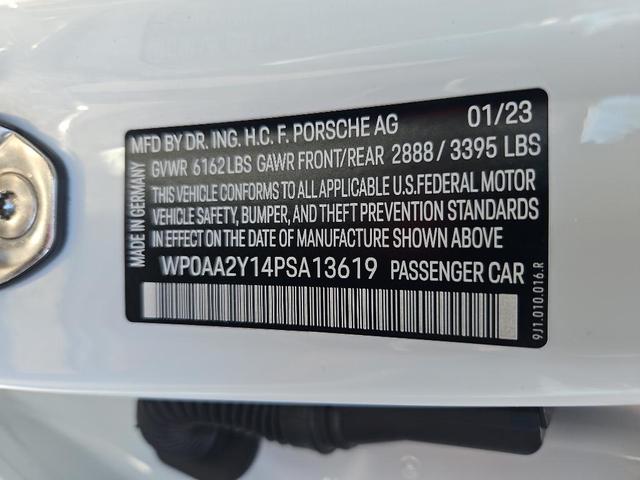 MFD BY DR. ING. H.C. F. PORSCHE AG 01/23
GVWR 6162 LBS GAWR FRONT/REAR 2888 / 3395 LBS
THIS VEHICLE CONFORMS TO ALL APPLICABLE U.S.FEDERAL MOTOR
VEHICLE SAFETY, BUMPER, AND THEFT PREVENTION STANDARDS
IN EFFECT ON THE DATE OF MANUFACTURE SHOWN ABOVE
WP0AA2Y14PSA13619 PASSENGER CAR
MADE IN GERMANY
9J1.010.016.R